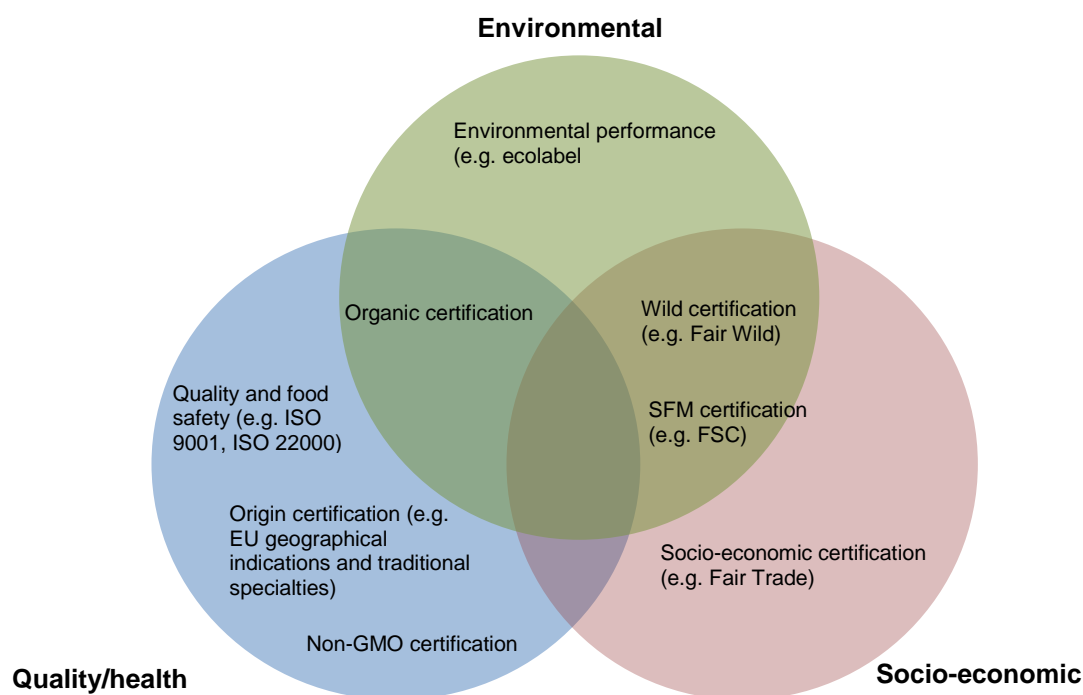 Environmental
Environmental performance
(e.g. ecolabel
Organic certification
Wild certification
(e.g. Fair Wild)
Quality and food
safety (e.g. ISO
9001, ISO 22000)
SFM certification
(e.g. FSC)
Origin certification (e.g.
EU geographical
indications and traditional
specialties)
Socio-economic certification
(e.g. Fair Trade)
Non-GMO certification
Quality/health
Socio-economic